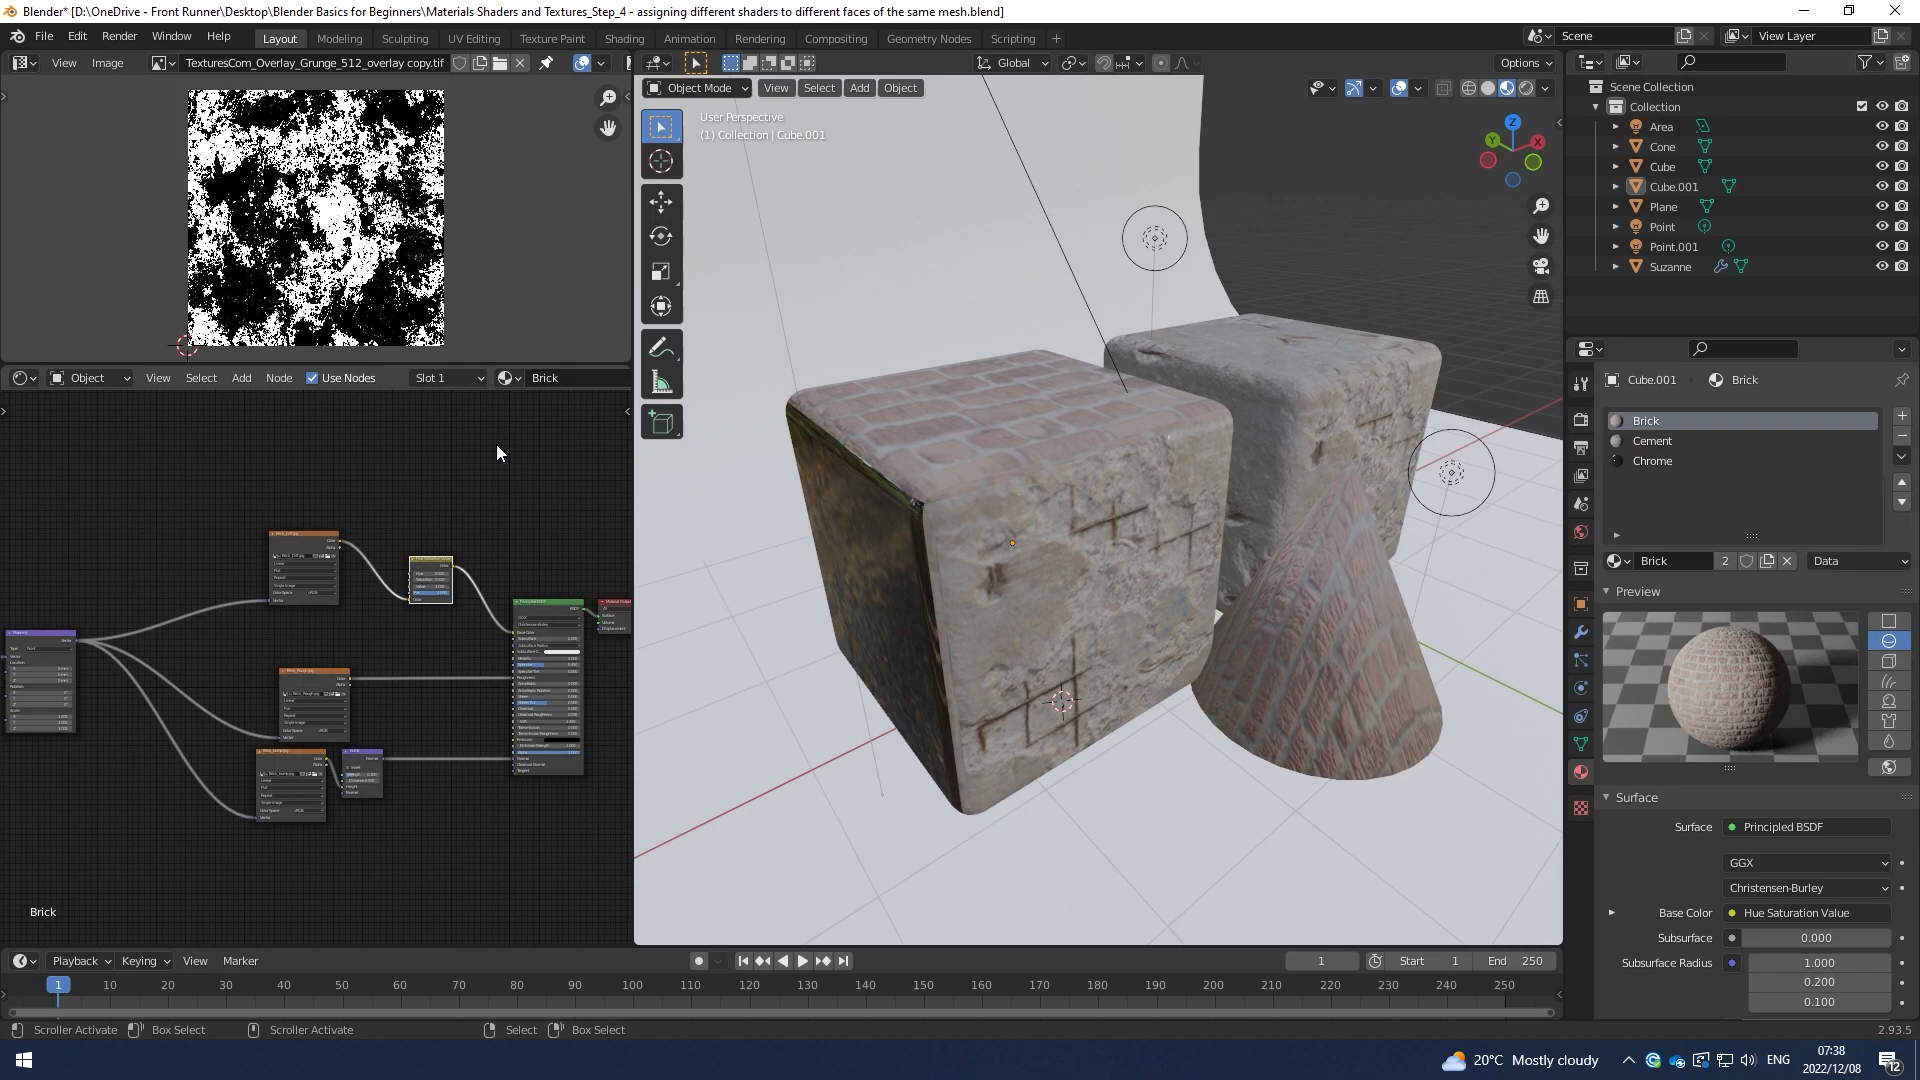 Blender* [D:\OneDrive - Front Runner\Desktop\Blender Basics for Beginners\Materials Shaders and Textures_Step_4 - assigning different shaders to different faces of the same mesh.blend]
File Edit Render Window Help Layout Modeling Sculpting UV Editing Texture Paint Shading Animation Rendering Compositing Geometry Nodes Scripting + Scene View Layer
View Image TexturesCom_Overlay_Grunge_512_overlay copy.tif Global Options
Object Mode View Select Add Object
User Perspective
(1) Collection | Cube.001
Z
Y
X
Scene Collection
Collection
Area
Cone
Cube
Cube.001
Plane
Point
Point.001
Suzanne
Object View Select Add Node Use Nodes Slot 1 Brick
Cube.001 Brick
Brick
Cement
Chrome
Brick 2 Data
Preview
Surface
Surface Principled BSDF
GGX
Christensen-Burley
Base Color Hue Saturation Value
Subsurface 0.000
Subsurface Radius 1.000
0.200
0.100
Mapping
Principled BSDF
Material Output
Brick
Playback Keying View Marker 1 Start 1 End 250
1 10 20 30 40 50 60 70 80 90 100 110 120 130 140 150 160 170 180 190 200 210 220 230 240 250
Scroller Activate Box Select Scroller Activate Select Box Select 2.93.5
20°C Mostly cloudy ENG 07:38
2022/12/08
12